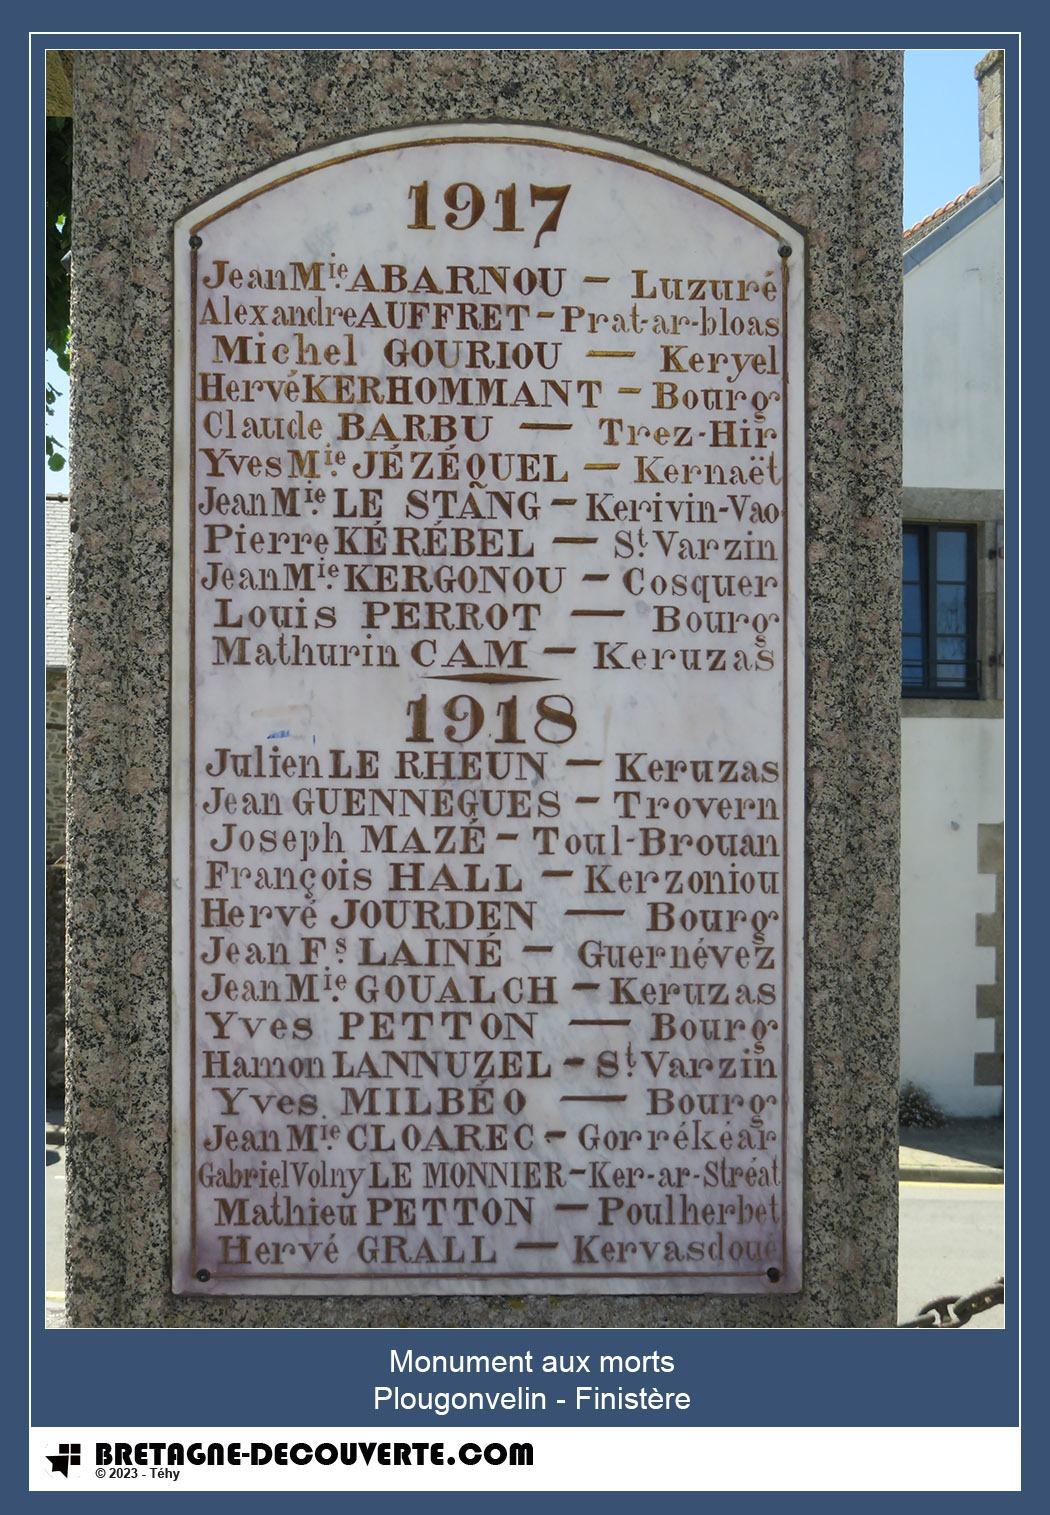 1917
Jean Mie ABARNOU - Luzuré
Alexandre AUFFRET - Prat-ar-bloas
Michel GOURIOU - Keryel
Hervé KERHOMMANT - Bourg
Claude BARBU - Trez-Hir
Yves Mie JÉZÉQUEL - Kernaët
Jean Mie LE STANG - Kerivin-Vao
Pierre KÉRÉBEL - St Varzin
Jean Mie KERGONOU - Cosquer
Louis PERROT - Bourg
Mathurin CAM - Keruzas
1918
Julien LE RHEUN - Keruzas
Jean GUENNEGUES - Trovern
Joseph MAZÉ - Toul-Brouan
François HALL - Kerzoniou
Hervé JOURDEN - Bourg
Jean Fs LAINÉ - Guernévez
Jean Mie GOUALCH - Keruzas
Yves PETTON - Bourg
Hamon LANNUZEL - St Varzin
Yves MILBÉO - Bourg
Jean Mie CLOAREC - Gorrékéar
Gabriel Volny LE MONNIER - Ker-ar-Stréat
Mathieu PETTON - Poulherbet
Hervé GRALL - Kervasdoue
Monument aux morts
Plougonvelin - Finistère
BRETAGNE-DECOUVERTE.COM
© 2023 - Téhy